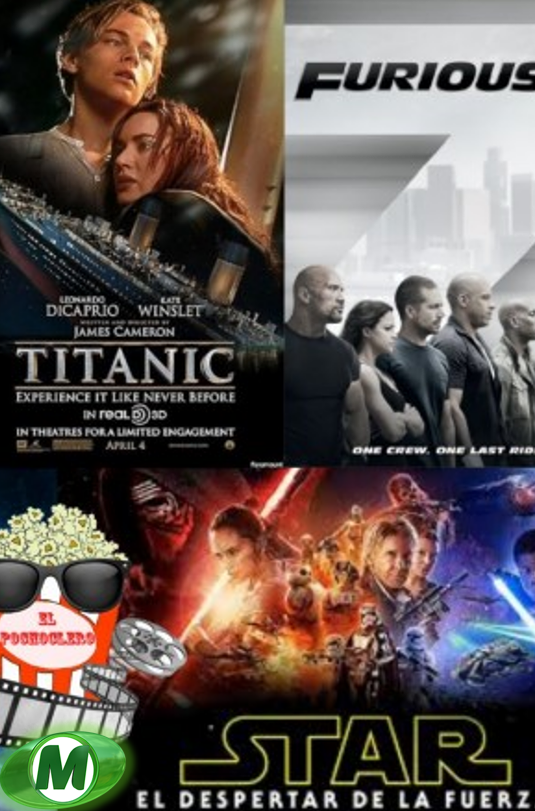 FURIOUS
LEONARDO KATE
DICAPRIO WINSLET
WRITTEN AND DIRECTED BY
JAMES CAMERON
TITANIC
EXPERIENCE IT LIKE NEVER BEFORE
IN REAL D 3D
IN THEATRES FOR A LIMITED ENGAGEMENT
APRIL 4
Paramount
7
ONE CREW. ONE LAST RID
EL
POCHOCLERO
M
STAR
EL DESPERTAR DE LA FUERZ